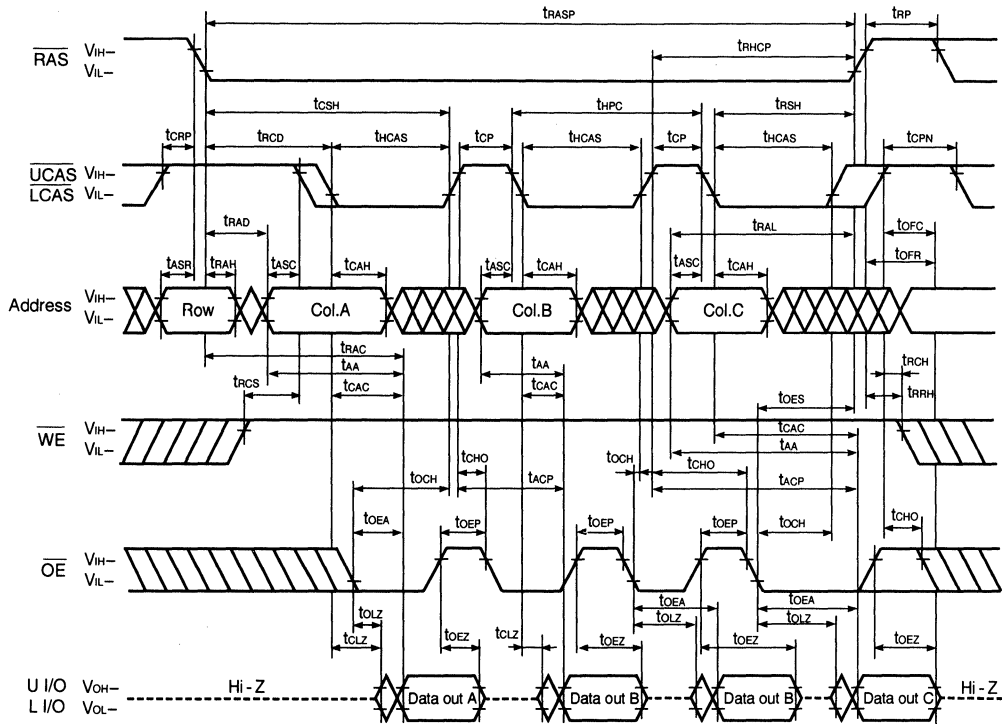 tRASP tRP
RAS VIH– VIL–
tRHCP
tCSH tHPC tRSH
tCRP tRCD tHCAS tCP tHCAS tCP tHCAS tCPN
UCAS LCAS VIH– VIL–
tRAD tRAL tOFC
tOFR
tASR tRAH tASC tCAH tASC tCAH tASC tCAH
Address VIH– VIL– Row Col.A Col.B Col.C
tRAC
tAA tAA tRCH
tRCS tCAC tCAC tRRH
tOES
WE VIH– VIL– tCAC
tAA
tOCH tCHO tOCH tCHO
tACP tACP
tOEA tOEP tOEP tOEP tOCH tCHO
OE VIH– VIL–
tOEA tOEA
tOLZ tOLZ tOLZ
tCLZ tOEZ tCLZ tOEZ tOEZ tOEZ
U I/O L I/O VOH– VOL– Hi - Z Data out A Data out B Data out B Data out C Hi - Z